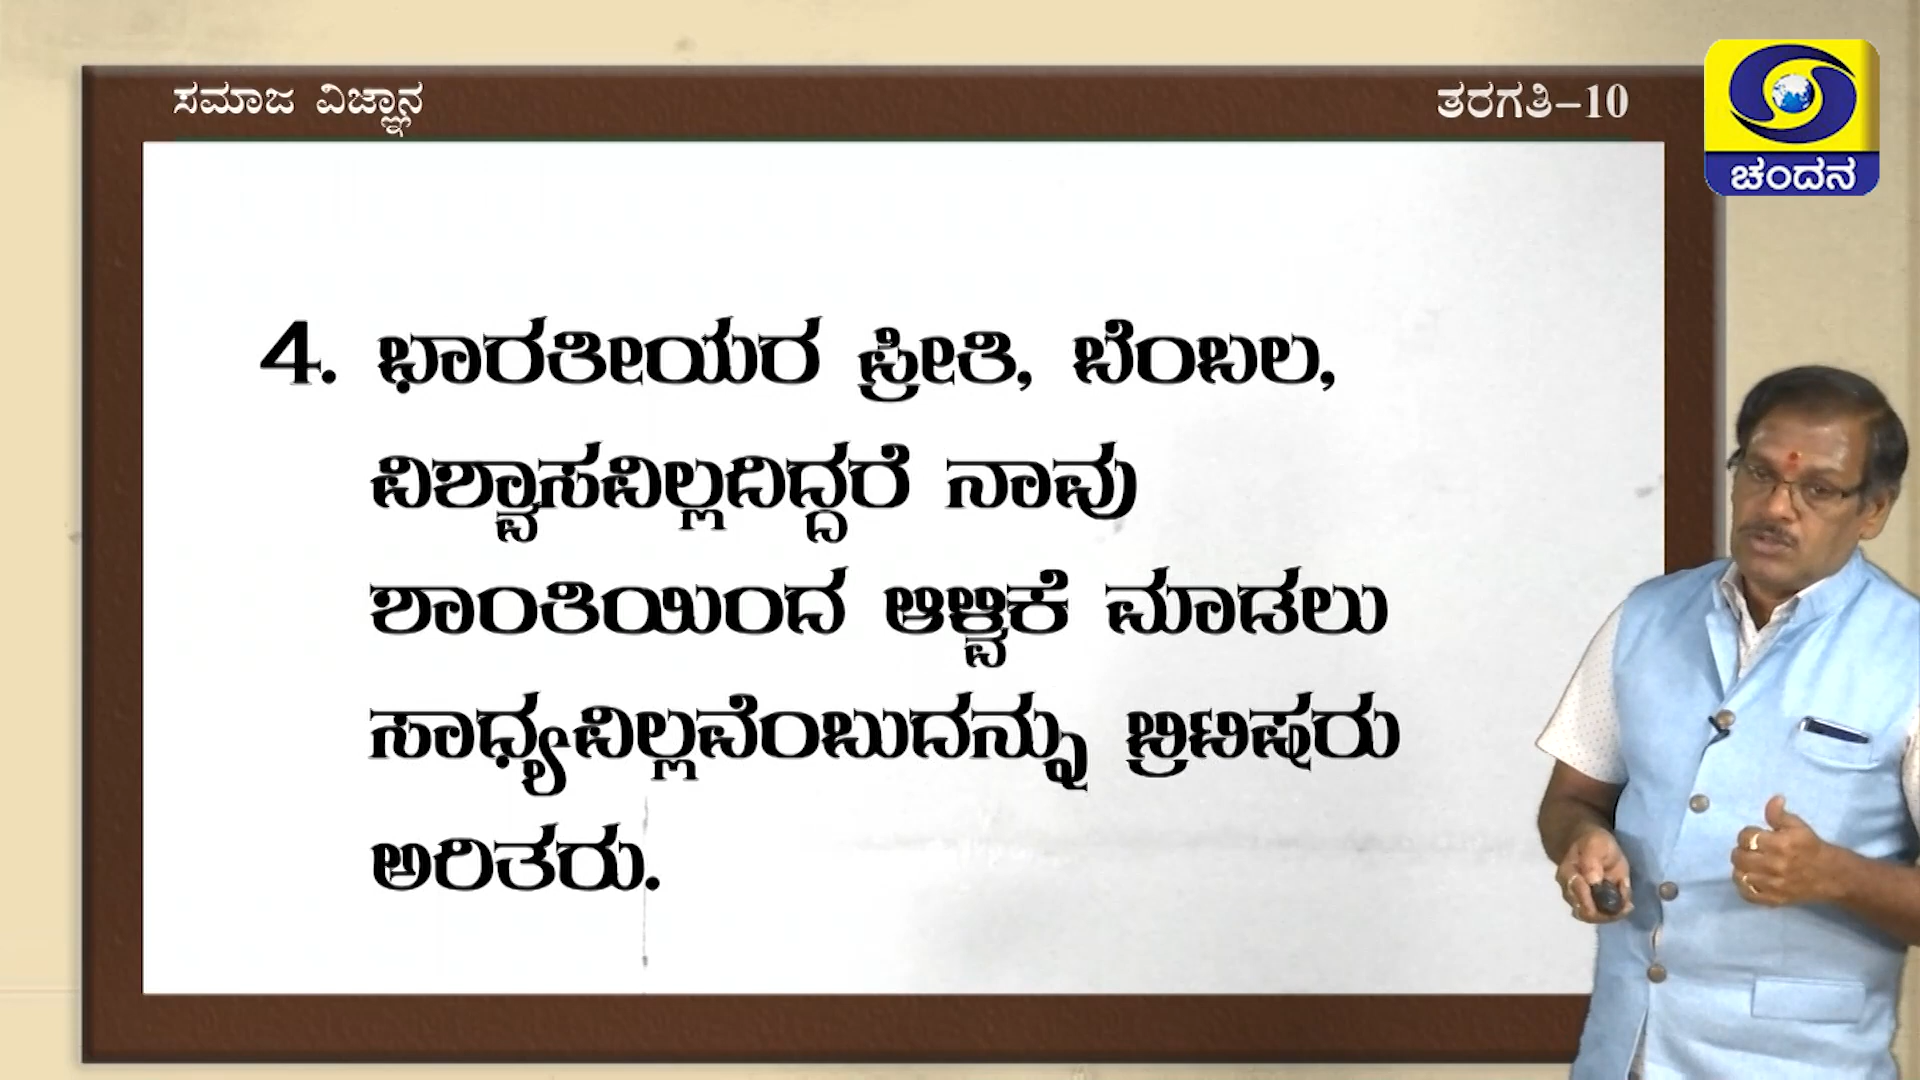 ಸಮಾಜ ವಿಜ್ಞಾನ
ತರಗತಿ–10
ಚಂದನ
4. ಭಾರತೀಯರ ಪ್ರೀತಿ, ಬೆಂಬಲ,
ವಿಶ್ವಾಸವಿಲ್ಲದಿದ್ದರೆ ನಾವು
ಶಾಂತಿಯಿಂದ ಆಳ್ವಿಕೆ ಮಾಡಲು
ಸಾಧ್ಯವಿಲ್ಲವೆಂಬುದನ್ನು ಬ್ರಿಟಿಷರು
ಅರಿತರು.